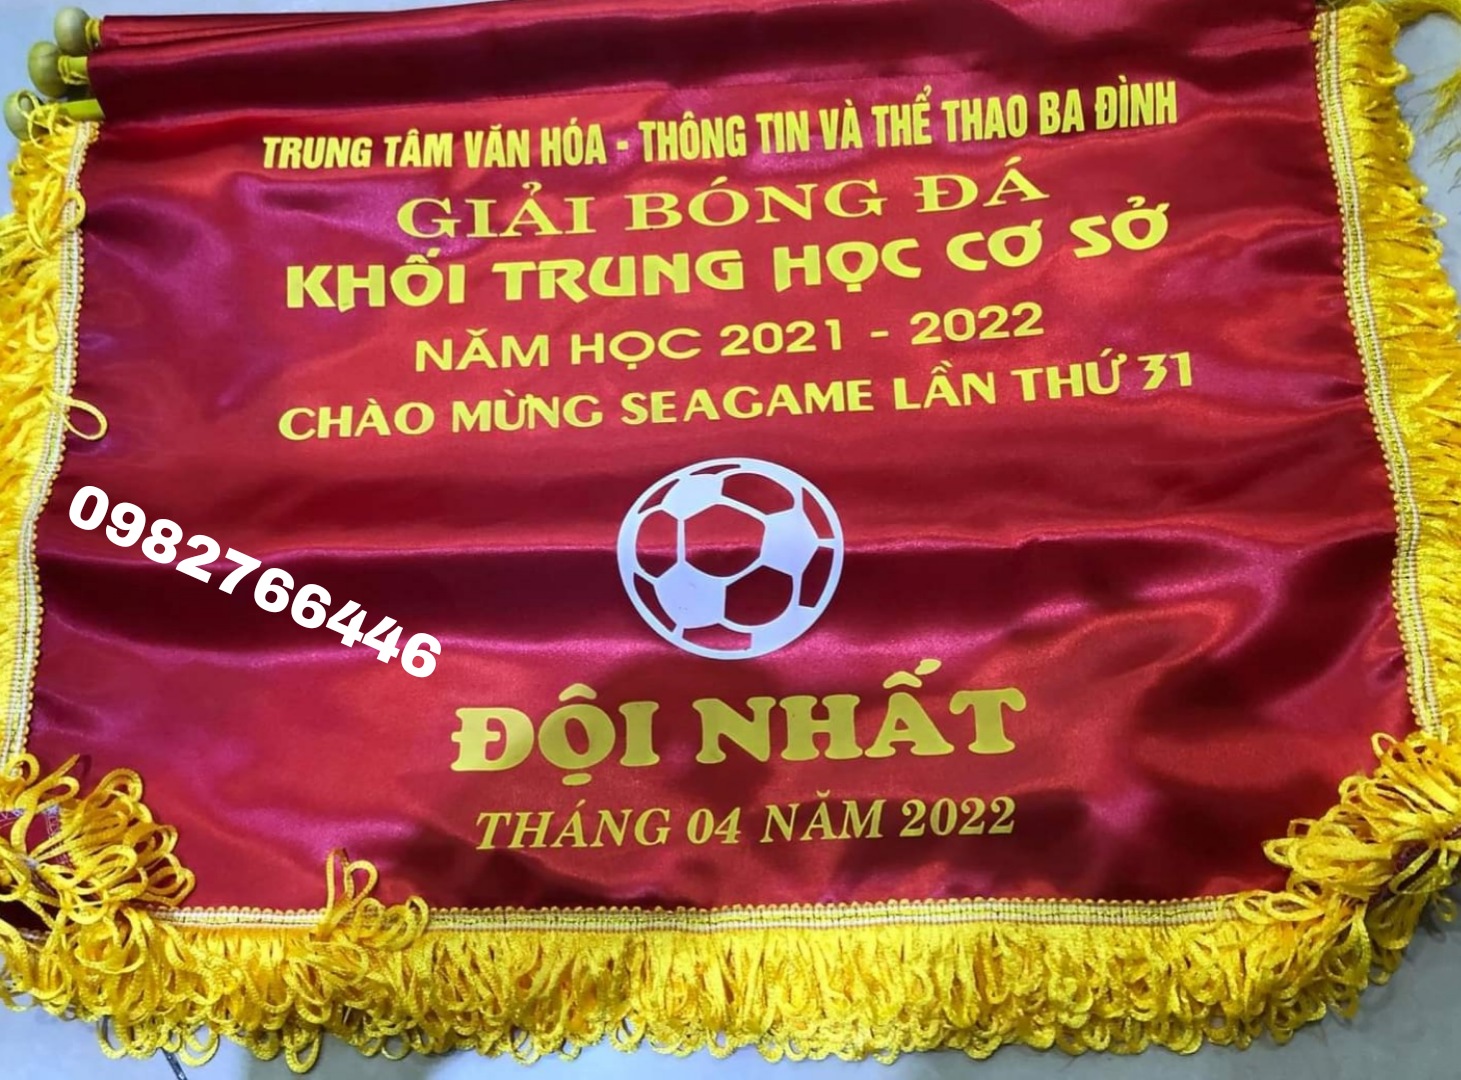 TRUNG TÂM VĂN HÓA - THÔNG TIN VÀ THỂ THAO BA ĐÌNH
GIẢI BÓNG ĐÁ
KHỐI TRUNG HỌC CƠ SỞ
NĂM HỌC 2021 - 2022
CHÀO MỪNG SEAGAME LẦN THỨ 31
0982766446
ĐỘI NHẤT
THÁNG 04 NĂM 2022